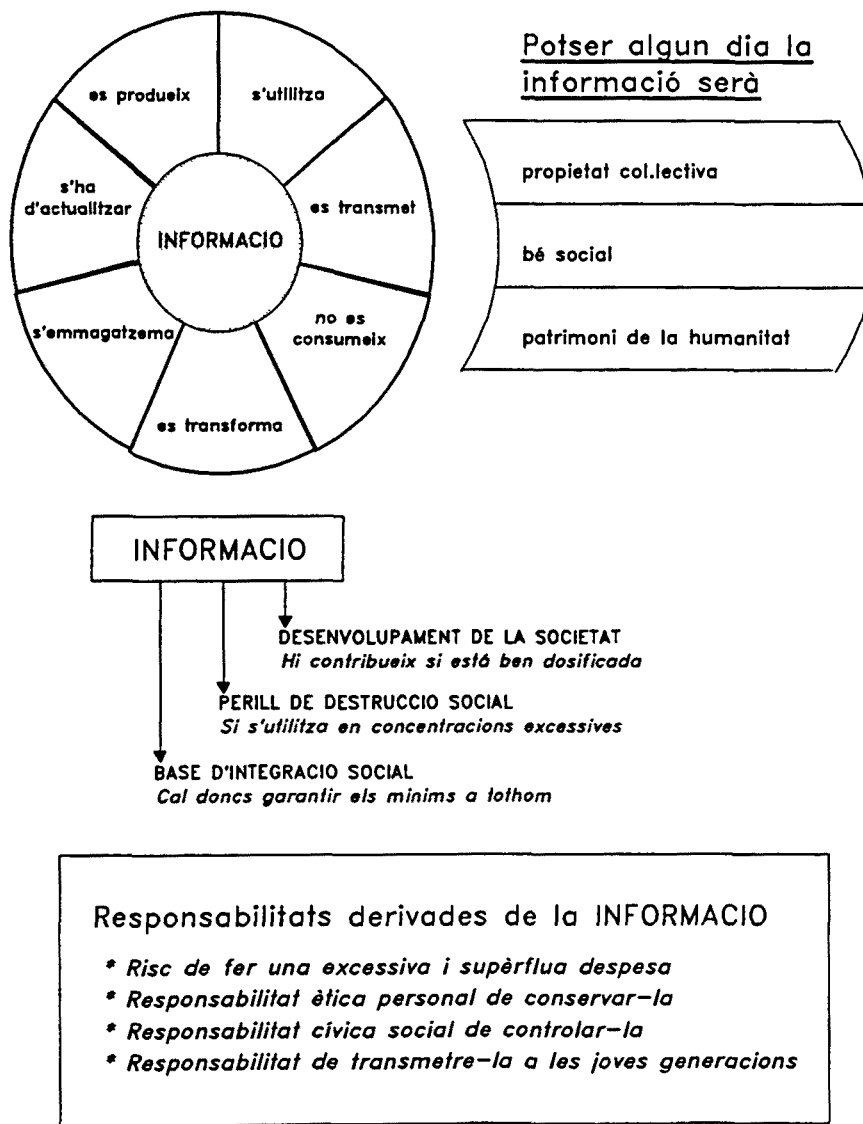 es produeix
s'utilitza
s'ha
d'actualitzar
es transmet
INFORMACIO
s'emmagatzema
no es
consumeix
es transforma
Potser algun dia la
informació serà
propietat col.lectiva
bé social
patrimoni de la humanitat
INFORMACIO
DESENVOLUPAMENT DE LA SOCIETAT
Hi contribueix si está ben dosificada
PERILL DE DESTRUCCIO SOCIAL
Si s'utilitza en concentracions excessives
BASE D'INTEGRACIO SOCIAL
Cal doncs garantir els mínims a tothom
Responsabilitats derivades de la INFORMACIO
* Risc de fer una excessiva i supèrflua despesa
* Responsabilitat ètica personal de conservar-la
* Responsabilitat cívica social de controlar-la
* Responsabilitat de transmetre-la a les joves generacions